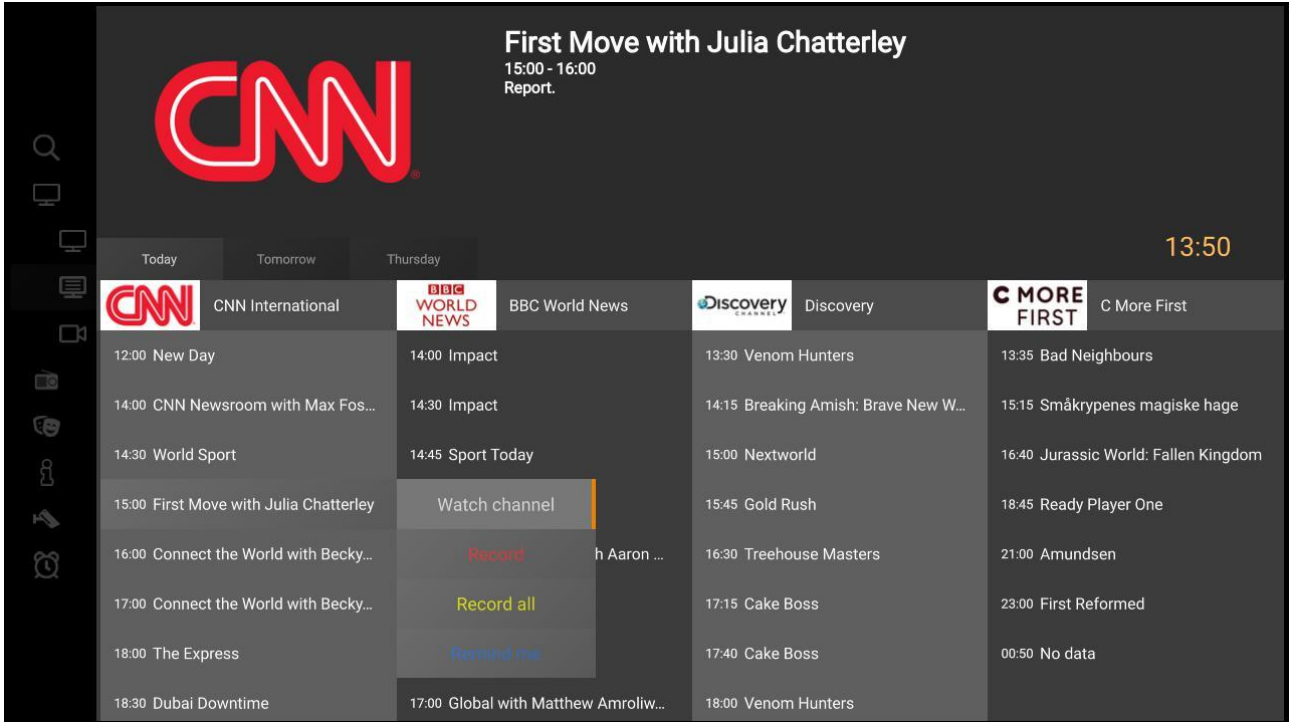 CNN
®
First Move with Julia Chatterley
15:00 - 16:00
Report.
13:50
Today
Tomorrow
Thursday
CNN
CNN International
12:00 New Day
14:00 CNN Newsroom with Max Fos...
14:30 World Sport
15:00 First Move with Julia Chatterley
16:00 Connect the World with Becky...
17:00 Connect the World with Becky...
18:00 The Express
18:30 Dubai Downtime
BBC
WORLD
NEWS
BBC World News
14:00 Impact
14:30 Impact
14:45 Sport Today
Watch channel
Record
h Aaron ...
Record all
Remind me
17:00 Global with Matthew Amroliw...
Discovery
CHANNEL
Discovery
13:30 Venom Hunters
14:15 Breaking Amish: Brave New W...
15:00 Nextworld
15:45 Gold Rush
16:30 Treehouse Masters
17:15 Cake Boss
17:40 Cake Boss
18:00 Venom Hunters
C MORE
FIRST
C More First
13:35 Bad Neighbours
15:15 Småkrypenes magiske hage
16:40 Jurassic World: Fallen Kingdom
18:45 Ready Player One
21:00 Amundsen
23:00 First Reformed
00:50 No data